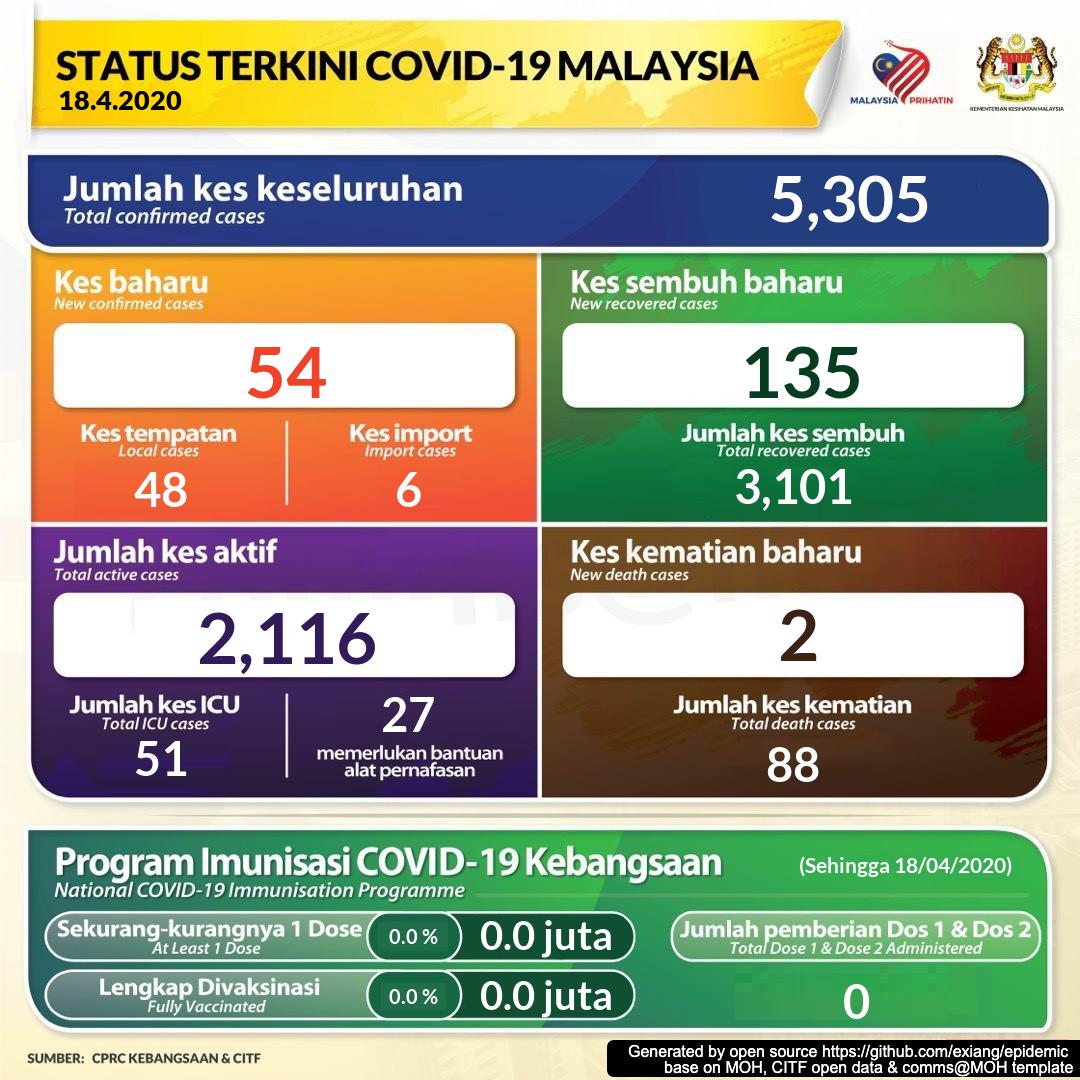 STATUS TERKINI COVID-19 MALAYSIA
18.4.2020
MALAYSIA PRIHATIN
KEMENTERIAN KESIHATAN MALAYSIA
Jumlah kes keseluruhan
Total confirmed cases
5,305
Kes baharu
New confirmed cases
54
Kes tempatan
Local cases
48
Kes import
Import cases
6
Kes sembuh baharu
New recovered cases
135
Jumlah kes sembuh
Total recovered cases
3,101
Jumlah kes aktif
Total active cases
2,116
Jumlah kes ICU
Total ICU cases
51
27
memerlukan bantuan
alat pernafasan
Kes kematian baharu
New death cases
2
Jumlah kes kematian
Total death cases
88
Program Imunisasi COVID-19 Kebangsaan
National COVID-19 Immunisation Programme
(Sehingga 18/04/2020)
Sekurang-kurangnya 1 Dose
At Least 1 Dose
0.0 %
0.0 juta
Lengkap Divaksinasi
Fully Vaccinated
0.0 %
0.0 juta
Jumlah pemberian Dos 1 & Dos 2
Total Dose 1 & Dose 2 Administered
0
SUMBER: CPRC KEBANGSAAN & CITF
Generated by open source https://github.com/exiang/epidemic
base on MOH, CITF open data & comms@MOH template